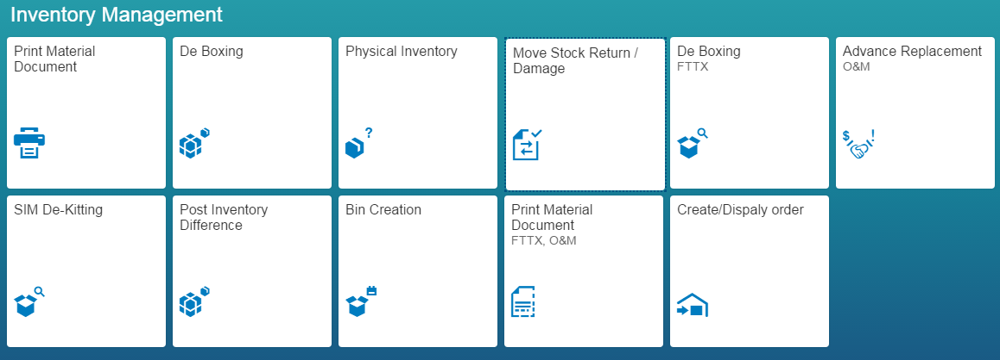 Inventory Management
Print Material
Document
De Boxing
Physical Inventory
Move Stock Return /
Damage
De Boxing
FTTX
Advance Replacement
O&M
SIM De-Kitting
Post Inventory
Difference
Bin Creation
Print Material
Document
FTTX, O&M
Create/Dispaly order